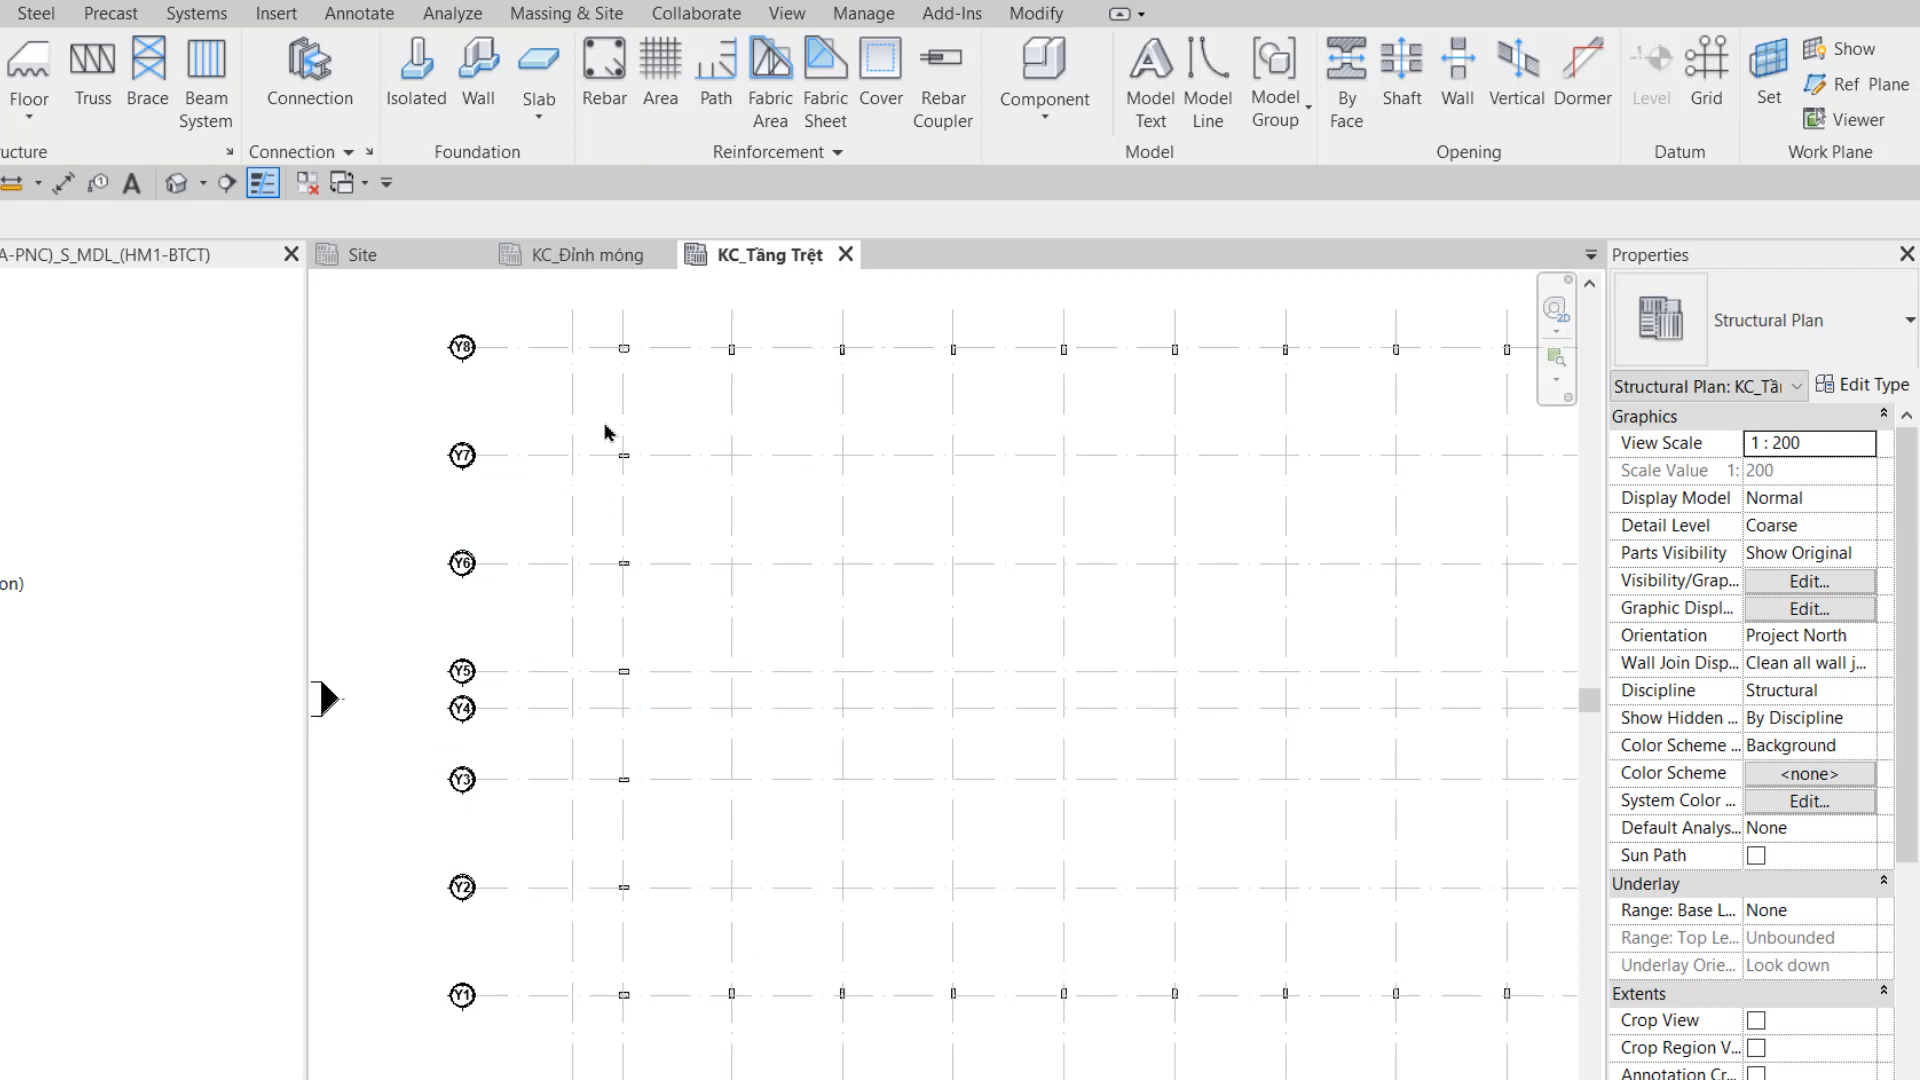 Steel Precast Systems Insert Annotate Analyze Massing & Site Collaborate View Manage Add-Ins Modify
Floor Truss Brace Beam System
Connection
Isolated Wall Slab
Rebar Area Path Fabric Area Fabric Sheet Cover Rebar Coupler
Component
Model Text Model Line Model Group
By Face Shaft Wall Vertical Dormer
Level Grid
Set Show
Ref Plane
Viewer
ucture Connection Foundation Reinforcement Model Opening Datum Work Plane
A
A-PNC)_S_MDL_(HM1-BTCT) Site KC_Đỉnh móng KC_Tầng Trệt Properties
on)
Y8
Y7
Y6
Y5
Y4
Y3
Y2
Y1
2D
Structural Plan
Structural Plan: KC_Tầ Edit Type
Graphics
View Scale 1 : 200
Scale Value 1: 200
Display Model Normal
Detail Level Coarse
Parts Visibility Show Original
Visibility/Grap... Edit...
Graphic Displ... Edit...
Orientation Project North
Wall Join Disp... Clean all wall j...
Discipline Structural
Show Hidden ... By Discipline
Color Scheme ... Background
Color Scheme <none>
System Color ... Edit...
Default Analys... None
Sun Path
Underlay
Range: Base L... None
Range: Top Le... Unbounded
Underlay Orie... Look down
Extents
Crop View
Crop Region V...
Annotation Cr...